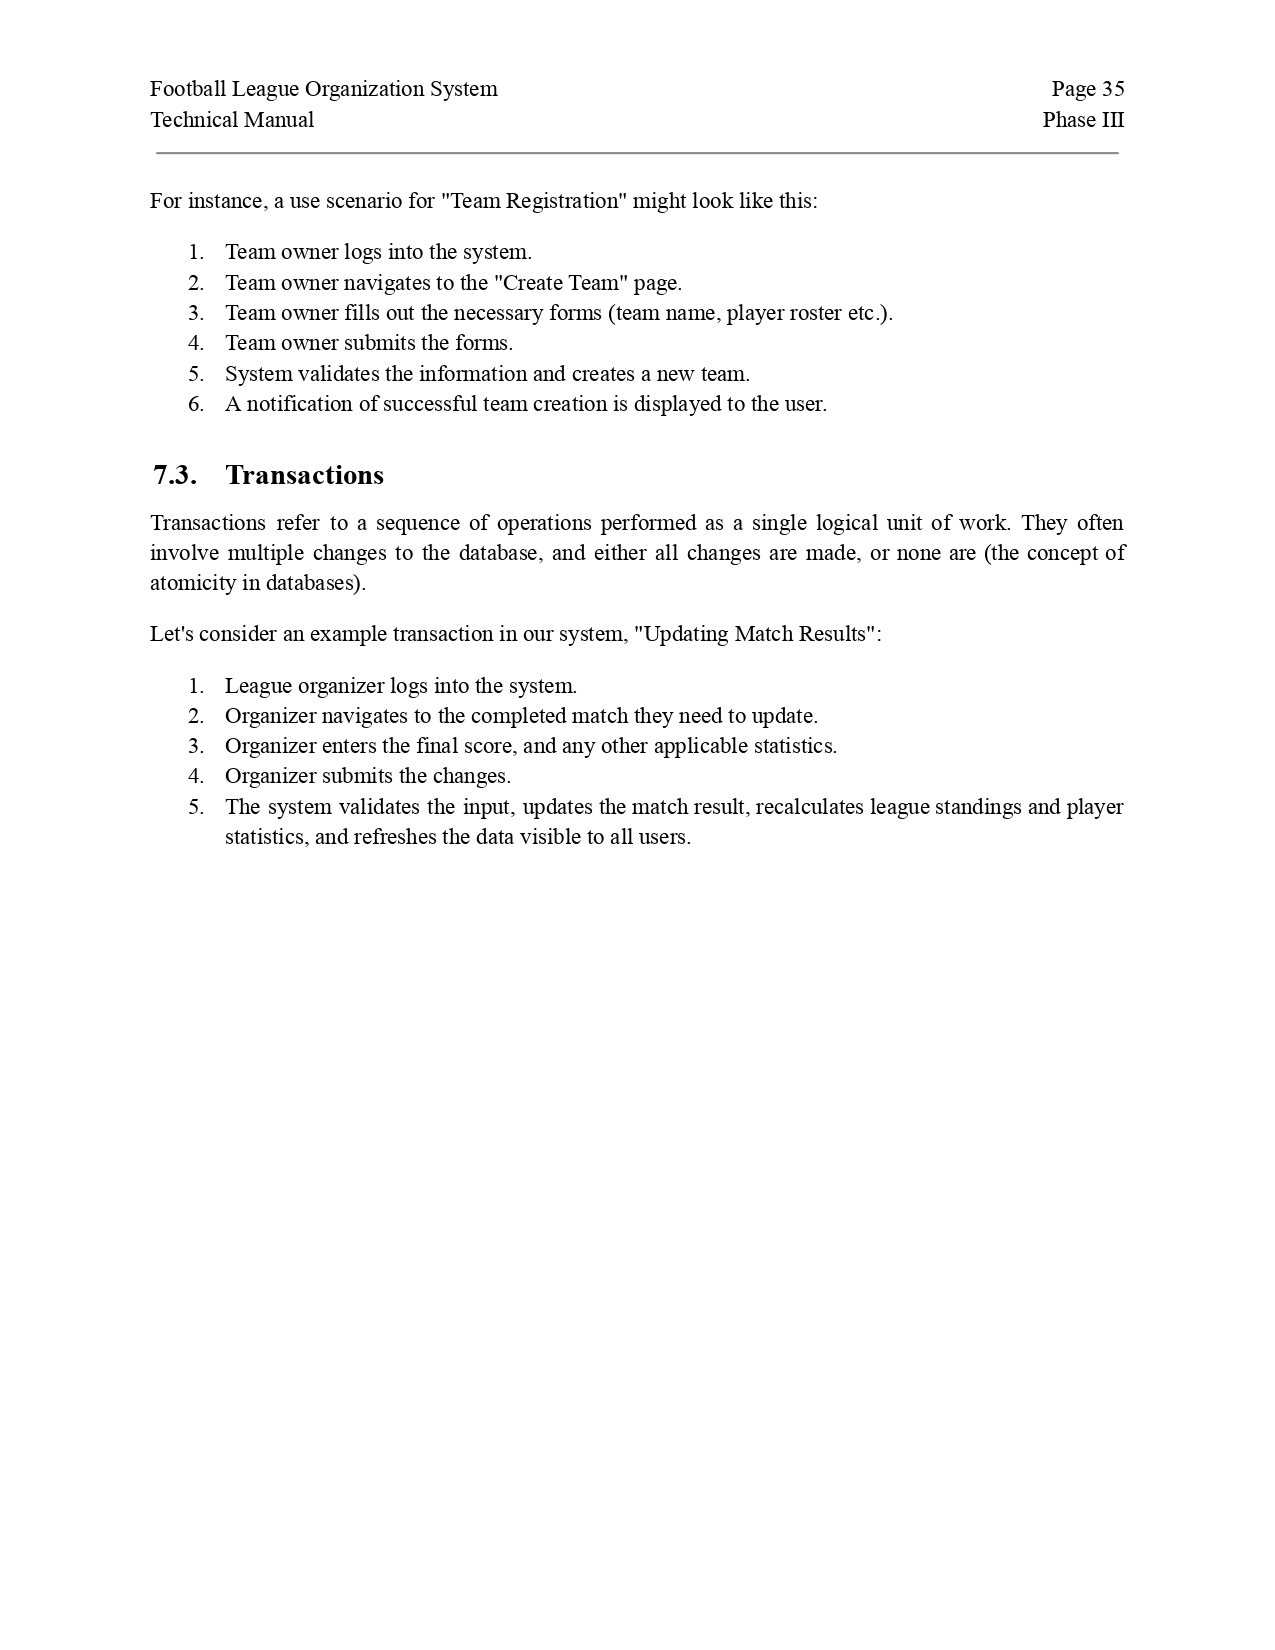 Football League Organization System
Page 35
Technical Manual
Phase III
For instance, a use scenario for "Team Registration" might look like this:
1. Team owner logs into the system.
2. Team owner navigates to the "Create Team" page.
3. Team owner fills out the necessary forms (team name, player roster etc.).
4. Team owner submits the forms.
5. System validates the information and creates a new team.
6. A notification of successful team creation is displayed to the user.
7.3. Transactions
Transactions refer to a sequence of operations performed as a single logical unit of work. They often
involve multiple changes to the database, and either all changes are made, or none are (the concept of
atomicity in databases).
Let's consider an example transaction in our system, "Updating Match Results":
1. League organizer logs into the system.
2. Organizer navigates to the completed match they need to update.
3. Organizer enters the final score, and any other applicable statistics.
4. Organizer submits the changes.
5. The system validates the input, updates the match result, recalculates league standings and player
statistics, and refreshes the data visible to all users.